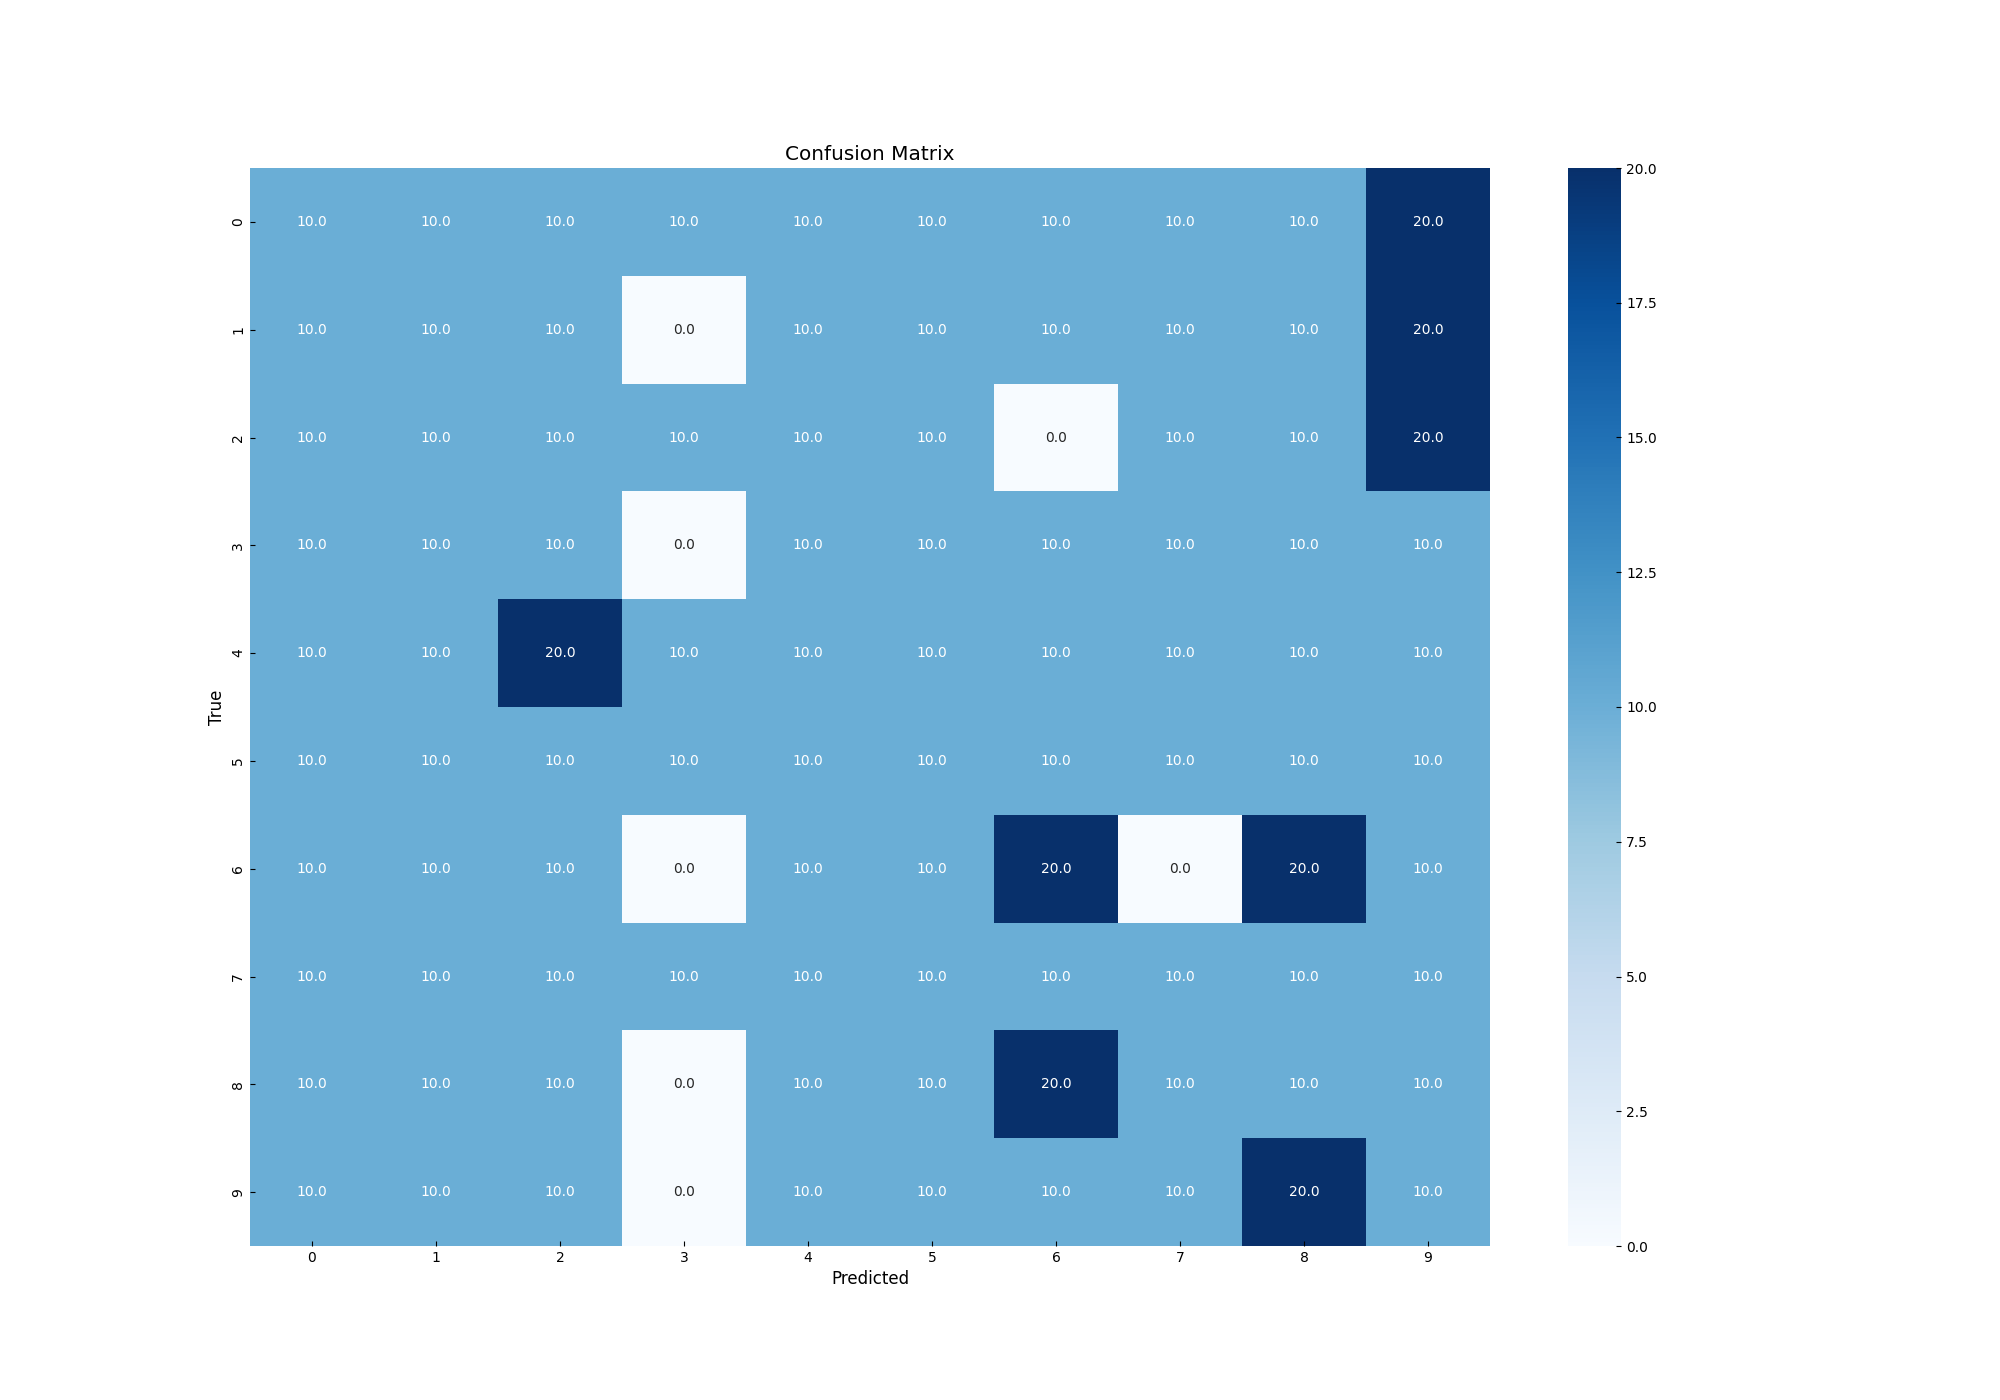 Confusion Matrix
0 10.0 10.0 10.0 10.0 10.0 10.0 10.0 10.0 10.0 20.0
1 10.0 10.0 10.0 0.0 10.0 10.0 10.0 10.0 10.0 20.0
2 10.0 10.0 10.0 10.0 10.0 10.0 0.0 10.0 10.0 20.0
3 10.0 10.0 10.0 0.0 10.0 10.0 10.0 10.0 10.0 10.0
4 10.0 10.0 20.0 10.0 10.0 10.0 10.0 10.0 10.0 10.0
True
5 10.0 10.0 10.0 10.0 10.0 10.0 10.0 10.0 10.0 10.0
6 10.0 10.0 10.0 0.0 10.0 10.0 20.0 0.0 20.0 10.0
7 10.0 10.0 10.0 10.0 10.0 10.0 10.0 10.0 10.0 10.0
8 10.0 10.0 10.0 0.0 10.0 10.0 20.0 10.0 10.0 10.0
9 10.0 10.0 10.0 0.0 10.0 10.0 10.0 10.0 20.0 10.0
0 1 2 3 4 5 6 7 8 9
Predicted
20.0
17.5
15.0
12.5
10.0
7.5
5.0
2.5
0.0